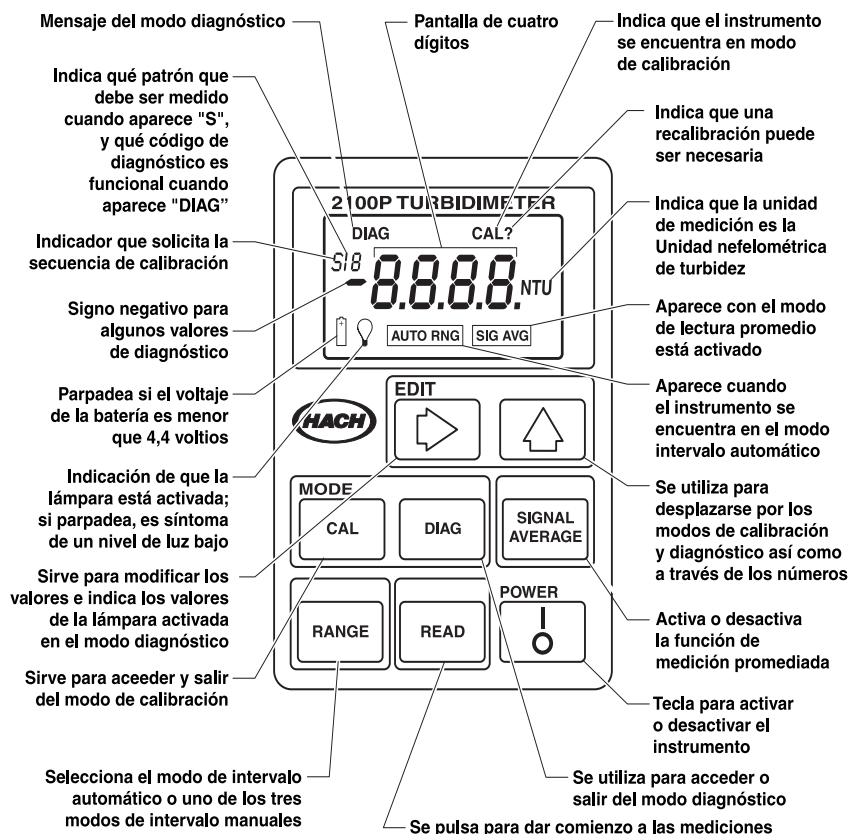 Mensaje del modo diagnóstico
Pantalla de cuatro
dígitos
Indica que el instrumento
se encuentra en modo
de calibración
Indica qué patrón que
debe ser medido
cuando aparece "S",
y qué código de
diagnóstico es
funcional cuando
aparece "DIAG”
Indica que una
recalibración puede
ser necesaria
Indicador que solicita la
secuencia de calibración
Indica que la unidad
de medición es la
Unidad nefelométrica
de turbidez
Signo negativo para
algunos valores
de diagnóstico
Aparece con el modo
de lectura promedio
está activado
Parpadea si el voltaje
de la batería es menor
que 4,4 voltios
Aparece cuando
el instrumento se
encuentra en el modo
intervalo automático
Indicación de que la
lámpara está activada;
si parpadea, es síntoma
de un nivel de luz bajo
Se utiliza para
desplazarse por los
modos de calibración
y diagnóstico así como
a través de los números
Sirve para modificar los
valores e indica los valores
de la lámpara activada
en el modo diagnóstico
Activa o desactiva
la función de
medición promediada
Sirve para aceeder y salir
del modo de calibración
Tecla para activar
o desactivar el
instrumento
Selecciona el modo de intervalo
automático o uno de los tres
modos de intervalo manuales
Se utiliza para acceder o
salir del modo diagnóstico
Se pulsa para dar comienzo a las mediciones
2100P TURBIDIMETER
DIAG CAL?
S18
-8.8.8.8. NTU
AUTO RNG SIG AVG
EDIT
HACH
MODE
CAL DIAG SIGNAL
AVERAGE
POWER
RANGE READ